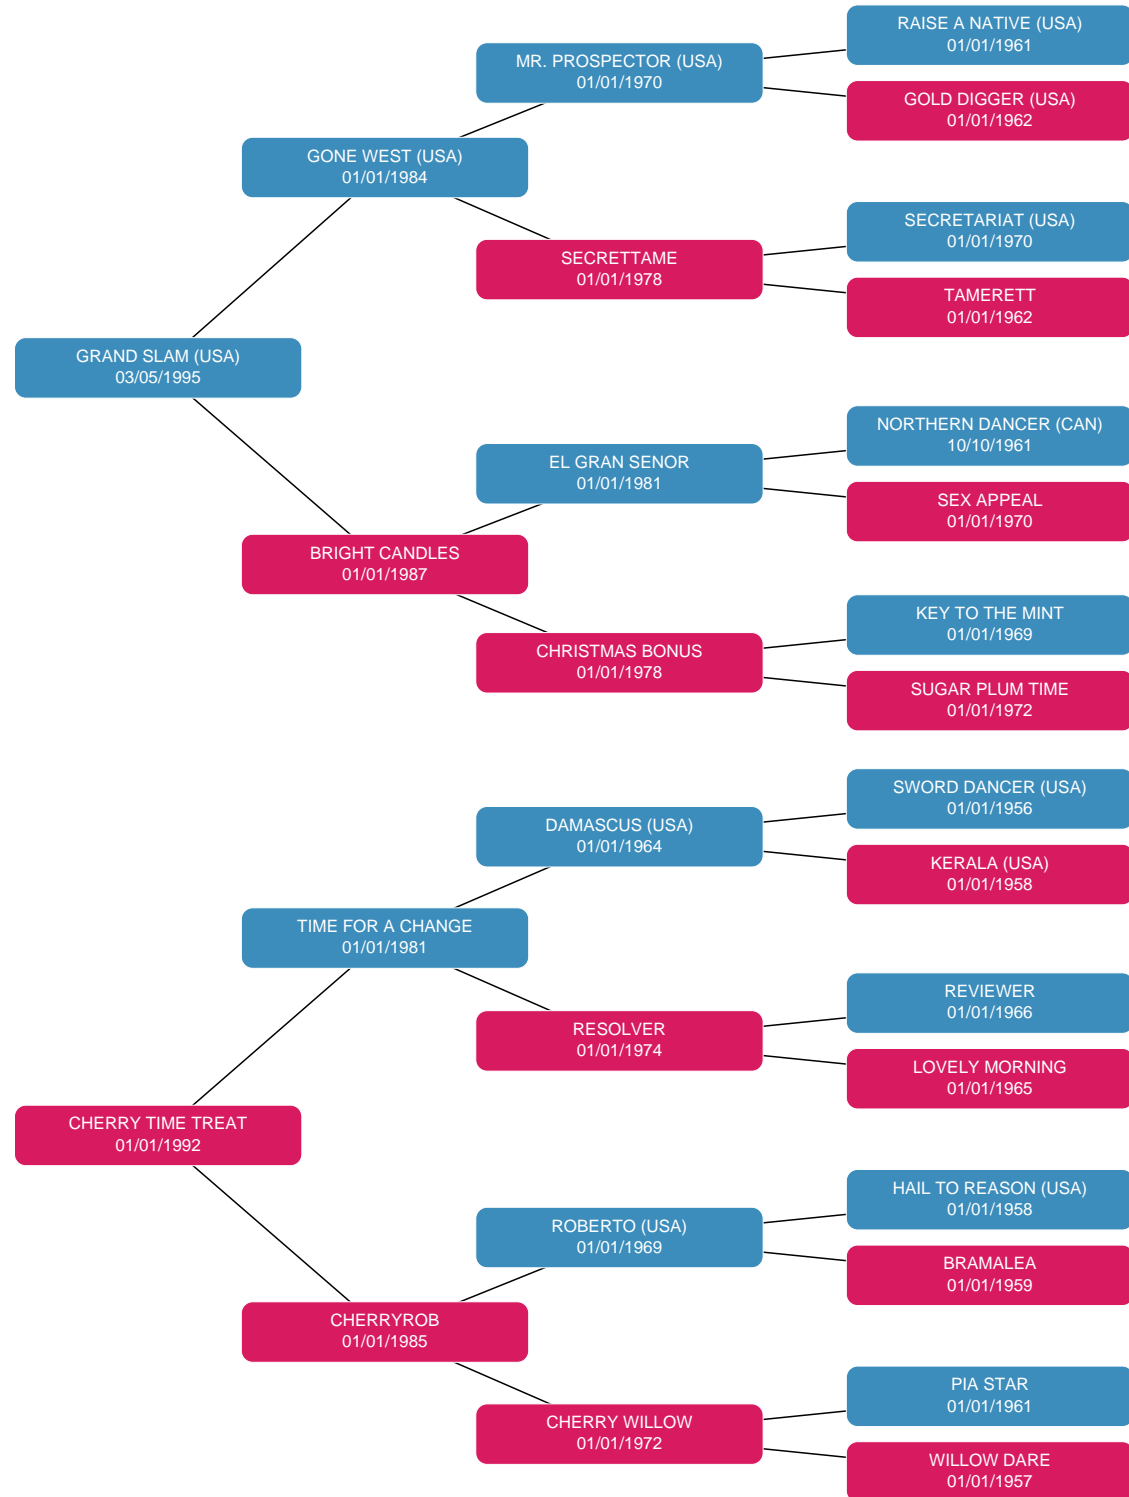 RAISE A NATIVE (USA)
01/01/1961
MR. PROSPECTOR (USA)
01/01/1970
GOLD DIGGER (USA)
01/01/1962
GONE WEST (USA)
01/01/1984
SECRETARIAT (USA)
01/01/1970
SECRETTAME
01/01/1978
TAMERETT
01/01/1962
GRAND SLAM (USA)
03/05/1995
NORTHERN DANCER (CAN)
10/10/1961
EL GRAN SENOR
01/01/1981
SEX APPEAL
01/01/1970
BRIGHT CANDLES
01/01/1987
KEY TO THE MINT
01/01/1969
CHRISTMAS BONUS
01/01/1978
SUGAR PLUM TIME
01/01/1972
SWORD DANCER (USA)
01/01/1956
DAMASCUS (USA)
01/01/1964
KERALA (USA)
01/01/1958
TIME FOR A CHANGE
01/01/1981
REVIEWER
01/01/1966
RESOLVER
01/01/1974
LOVELY MORNING
01/01/1965
CHERRY TIME TREAT
01/01/1992
HAIL TO REASON (USA)
01/01/1958
ROBERTO (USA)
01/01/1969
BRAMALEA
01/01/1959
CHERRYROB
01/01/1985
PIA STAR
01/01/1961
CHERRY WILLOW
01/01/1972
WILLOW DARE
01/01/1957